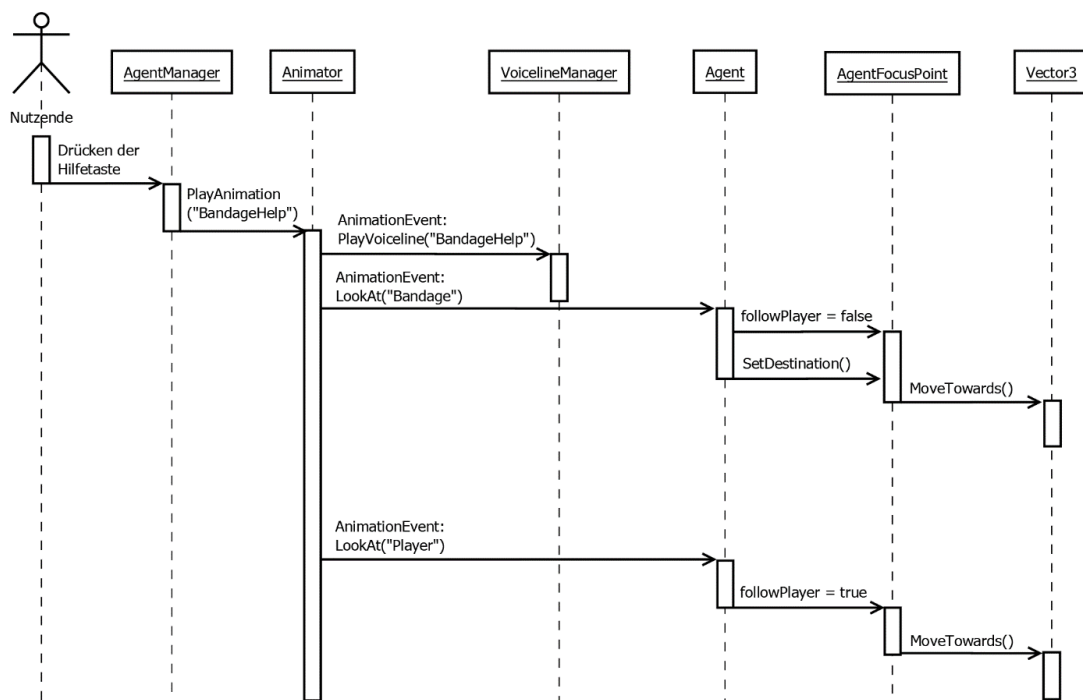 AgentManager
Animator
VoicelineManager
Agent
AgentFocusPoint
Vector3
Nutzende
Drücken der
Hilfetaste
PlayAnimation
("BandageHelp")
AnimationEvent:
PlayVoiceline("BandageHelp")
AnimationEvent:
LookAt("Bandage")
followPlayer = false
SetDestination()
MoveTowards()
AnimationEvent:
LookAt("Player")
followPlayer = true
MoveTowards()